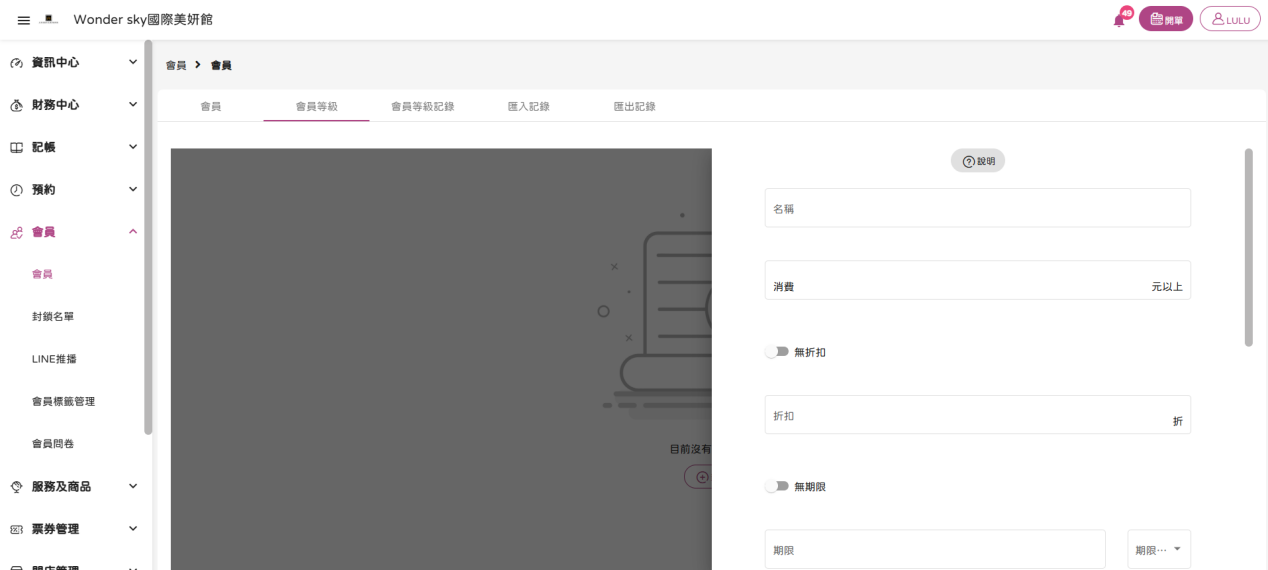 Wonder sky國際美妍館
49
開單
LULU
資訊中心
財務中心
記帳
預約
會員
會員
封鎖名單
LINE推播
會員標籤管理
會員問卷
服務及商品
票券管理
開店管理
會員 > 會員
會員 會員等級 會員等級記錄 匯入記錄 匯出記錄
目前沒有
說明
名稱
消費 元以上
無折扣
折扣 折
無期限
期限 期限…